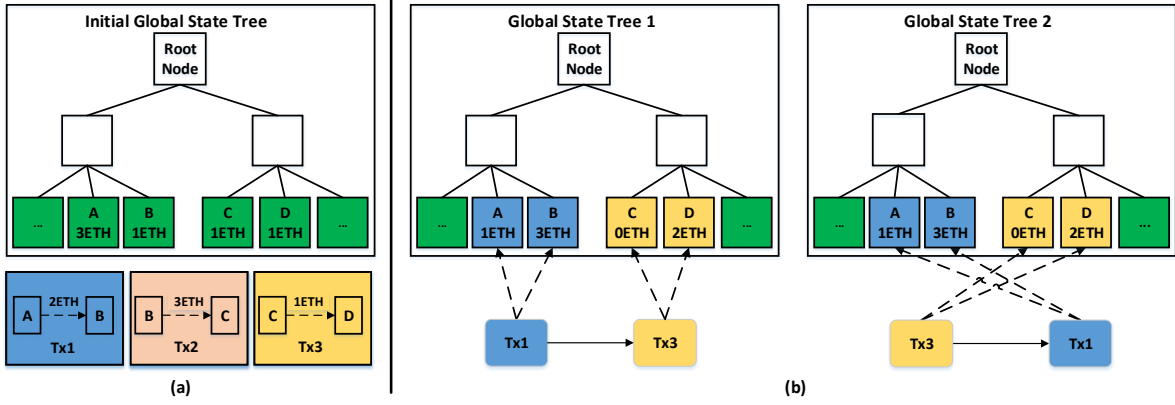 Initial Global State Tree
Root
Node
...
A
3ETH
B
1ETH
C
1ETH
D
1ETH
...
2ETH
A
B
Tx1
3ETH
B
C
Tx2
1ETH
C
D
Tx3
(a)
Global State Tree 1
Root
Node
...
A
1ETH
B
3ETH
C
0ETH
D
2ETH
...
Tx1
Tx3
Global State Tree 2
Root
Node
...
A
1ETH
B
3ETH
C
0ETH
D
2ETH
...
Tx3
Tx1
(b)